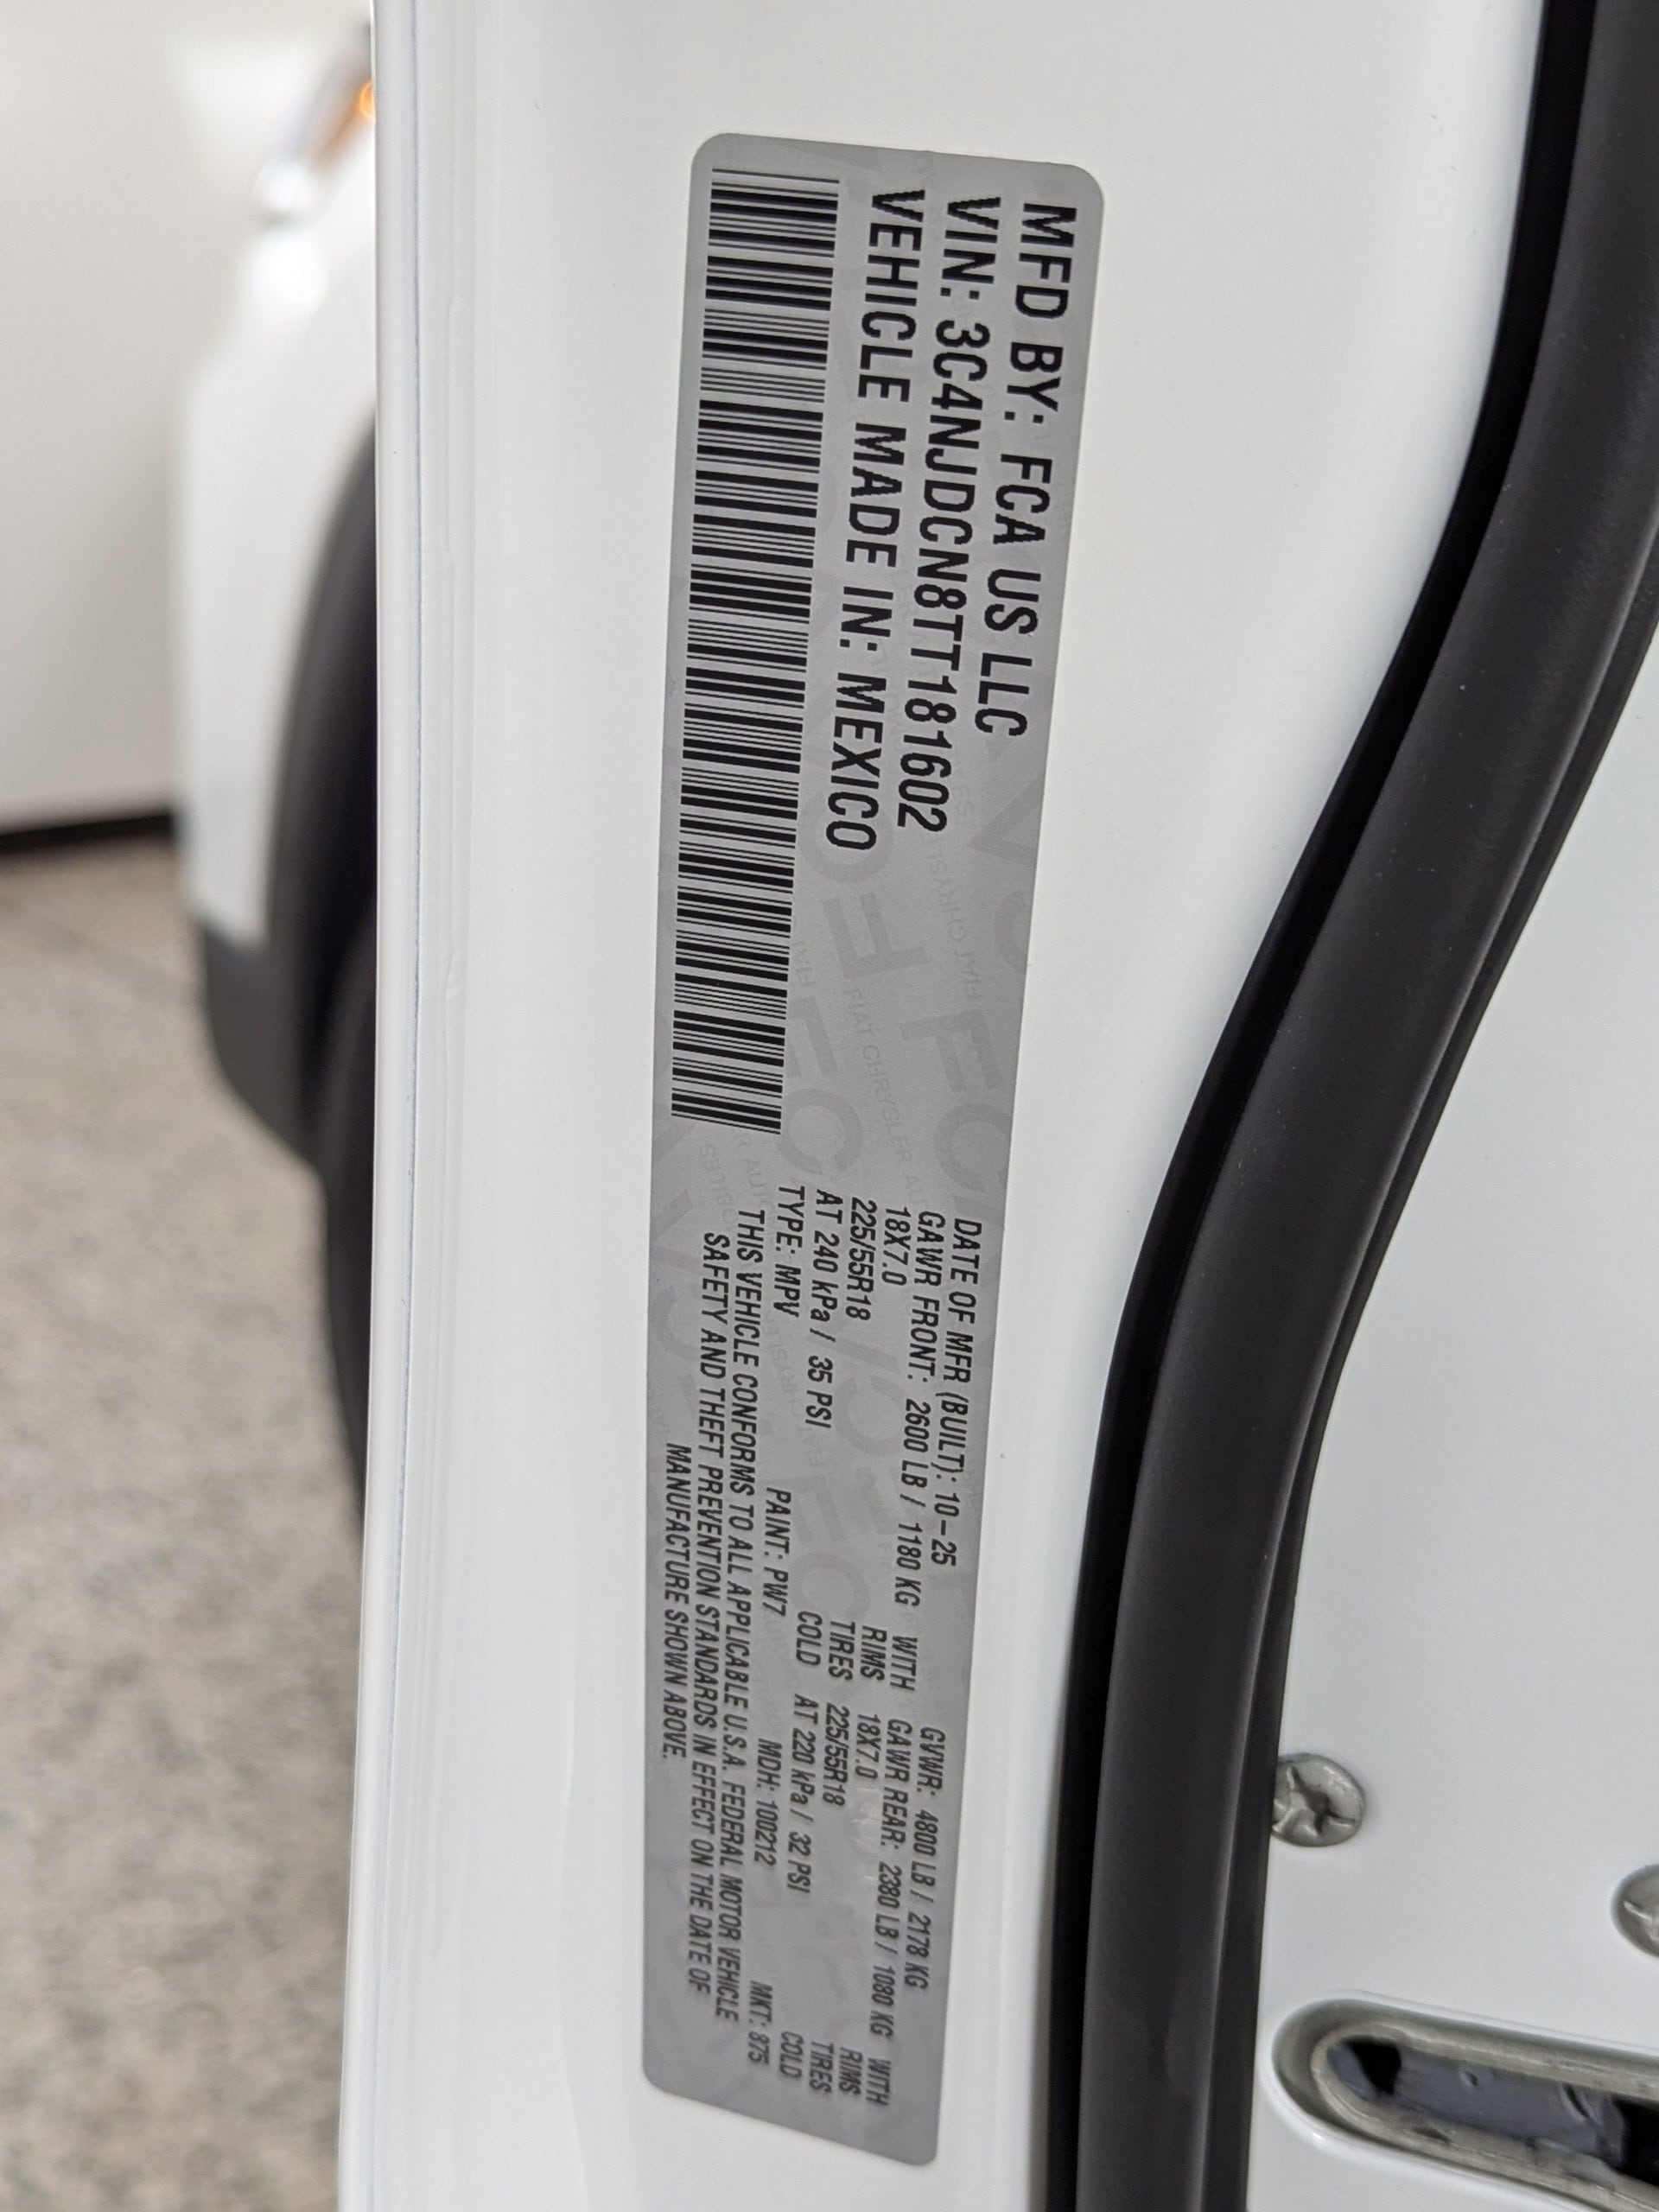 MFD BY: FCA US LLC
VIN: 3C4NJDCN8TT181602
VEHICLE MADE IN: MEXICO
DATE OF MFR (BUILT): 10-25 GVWR: 4800 LB / 2178 KG
GAWR FRONT: 2600 LB / 1180 KG WITH GAWR REAR: 2380 LB / 1080 KG WITH
18X7.0 RIMS 18X7.0 RIMS
225/55R18 TIRES 225/55R18 TIRES
AT 240 kPa / 35 PSI COLD AT 220 kPa / 32 PSI COLD
TYPE: MPV PAINT: PW7 MDH: 100212 MKT: 875
THIS VEHICLE CONFORMS TO ALL APPLICABLE U.S.A. FEDERAL MOTOR VEHICLE
SAFETY AND THEFT PREVENTION STANDARDS IN EFFECT ON THE DATE OF
MANUFACTURE SHOWN ABOVE.